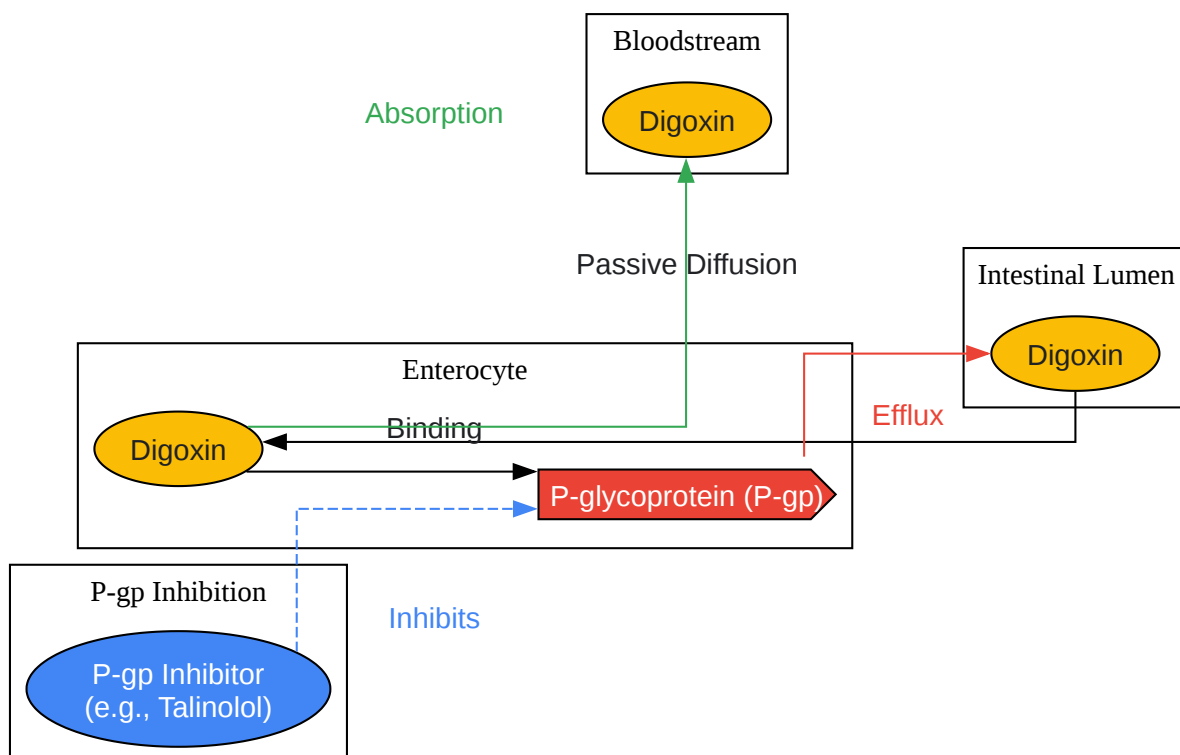 Bloodstream
Digoxin
Absorption
Passive Diffusion
Intestinal Lumen
Digoxin
Enterocyte
Efflux
Binding
Digoxin
P-glycoprotein (P-gp)
P-gp Inhibition
Inhibits
P-gp Inhibitor
(e.g., Talinolol)